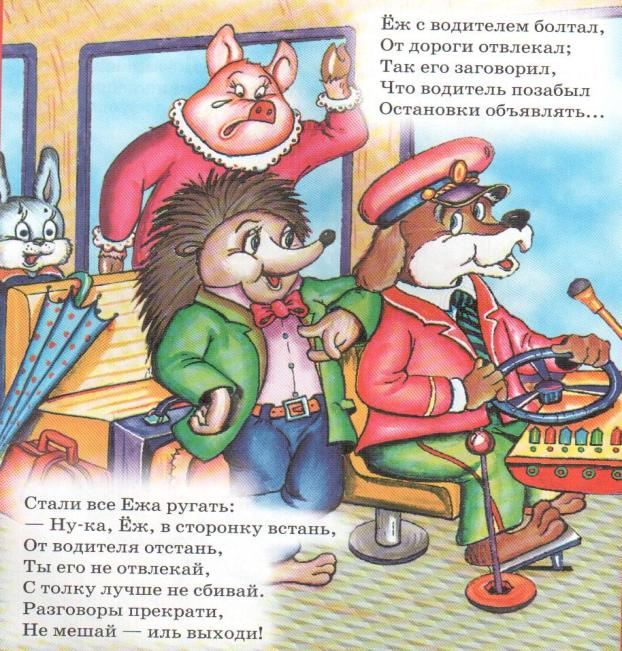 Ёж с водителем болтал,
От дороги отвлекал;
Так его заговорил,
Что водитель позабыл
Остановки объявлять...
Стали все Ежа ругать:
— Ну-ка, Ёж, в сторонку встань,
От водителя отстань,
Ты его не отвлекай,
С толку лучше не сбивай.
Разговоры прекрати,
Не мешай — иль выходи!